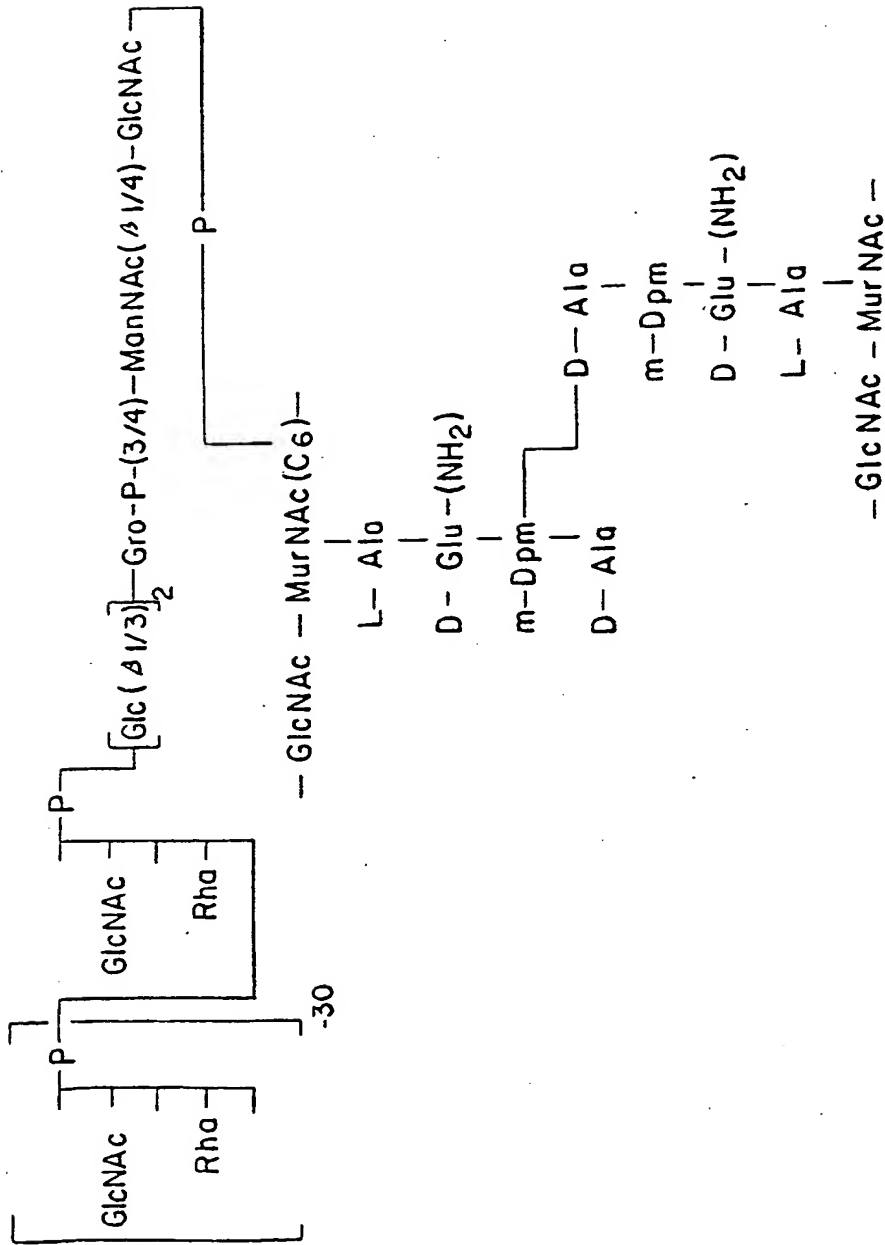 P
P
GlcNAc
GlcNAc
Rha
Rha
-30
[Glc(β1/3)]2—Gro-P-(3/4)-ManNAc(β1/4)-GlcNAc
P
— GlcNAc — MurNAc(C6)—
L — Ala
D - Glu -(NH2)
m-Dpm
D — Ala
D — Ala
m-Dpm
D - Glu -(NH2)
L — Ala
- GlcNAc - MurNAc -